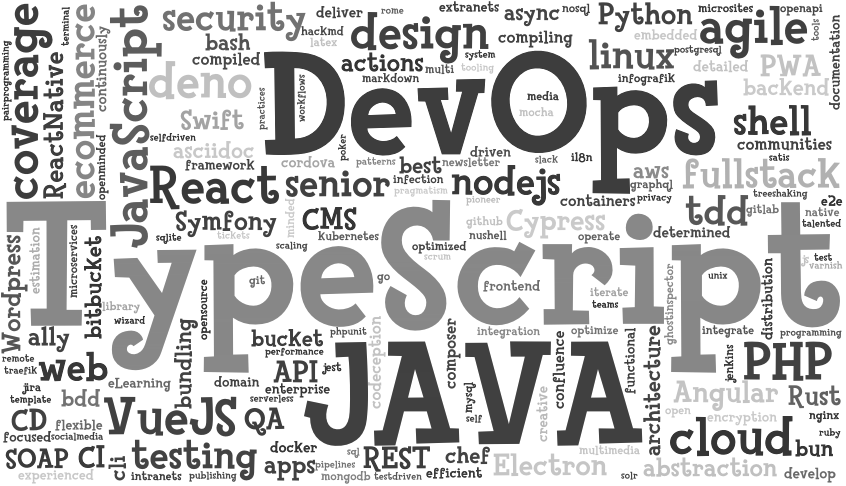 extranets
nosql
Python
microsites
openapi
security
deliver
rome
async
agile
tools
terminal
coverage
ecommerce
continuously
JavaScript
bash
hackmd
latex
design
compiling
embedded
documentation
pairprogramming
ReactNative
compiled
actions
multi
system
tooling
linux
postgresql
detailed
PWA
infografik
backend
deno
practices
workflows
markdown
DevOps
media
mocha
Swift
shell
selfdriven
communities
asciidoc
poker
patterns
driven
slack
i18n
satis
framework
cordova
best
newsletter
aws
fullstack
openminded
React
senior
infection
pragmatism
nodejs
graphql
privacy
treeshaking
containers
pioneer
tdd
gitlab
e2e
native
talented
Symfony
minded
CMS
github
Cypress
TypeScript
Wordpress
estimation
microservices
bitbucket
sqlite
tickets
Kubernetes
scaling
optimized
nushell
scrum
operate
determined
js
test
varnish
git
go
frontend
iterate
teams
ghostinspector
unix
distribution
library
wizard
opensource
ally
bundling
bucket
phpunit
codeception
composer
integration
optimize
integrate
programming
performance
remote
traefik
web
API
jest
confluence
functional
architecture
jenkins
PHP
JAVA
jira
eLearning
domain
enterprise
mysql
self
creative
Angular
Rust
template
bdd
serverless
open
encryption
nginx
CD
flexible
VueJS
QA
focused
socialmedia
cloud
ruby
bun
SOAP
CI
cli
testing
docker
sql
REST
chef
multimedia
apps
pipelines
Electron
abstraction
experienced
intranets
publishing
mongodb
testdriven
efficient
solr
develop